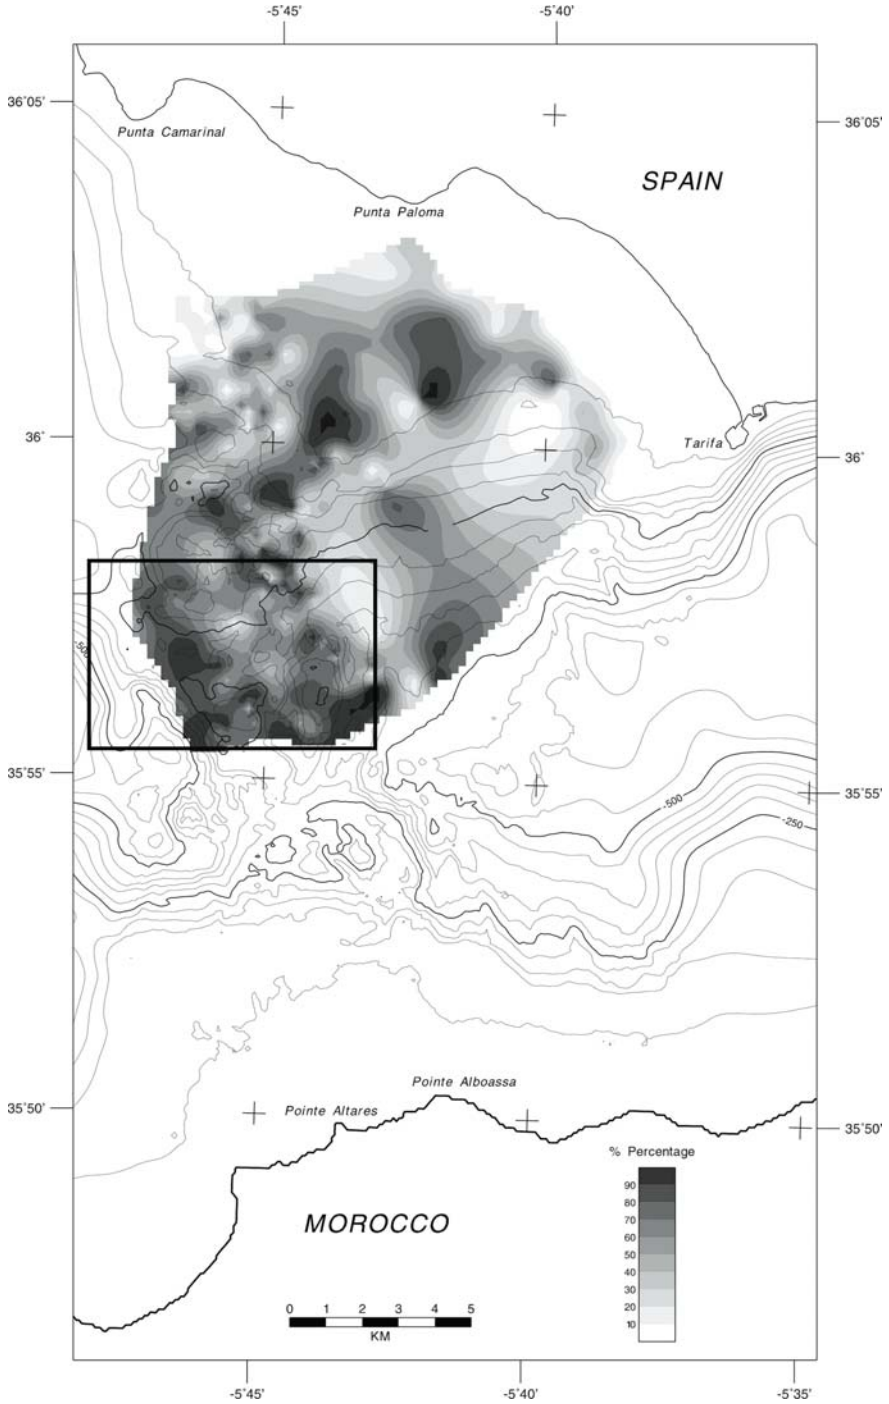 -5°45' -5°40'
36°05'
36°05'
Punta Camarinal
SPAIN
Punta Paloma
36°
Tarifa
36°
-500
35°55'
35°55'
-500
-250
Pointe Alboassa
35°50'
Pointe Altares
35°50'
% Percentage
90
80
70
60
50
40
30
20
10
MOROCCO
0 1 2 3 4 5
KM
-5°45' -5°40' -5°35'